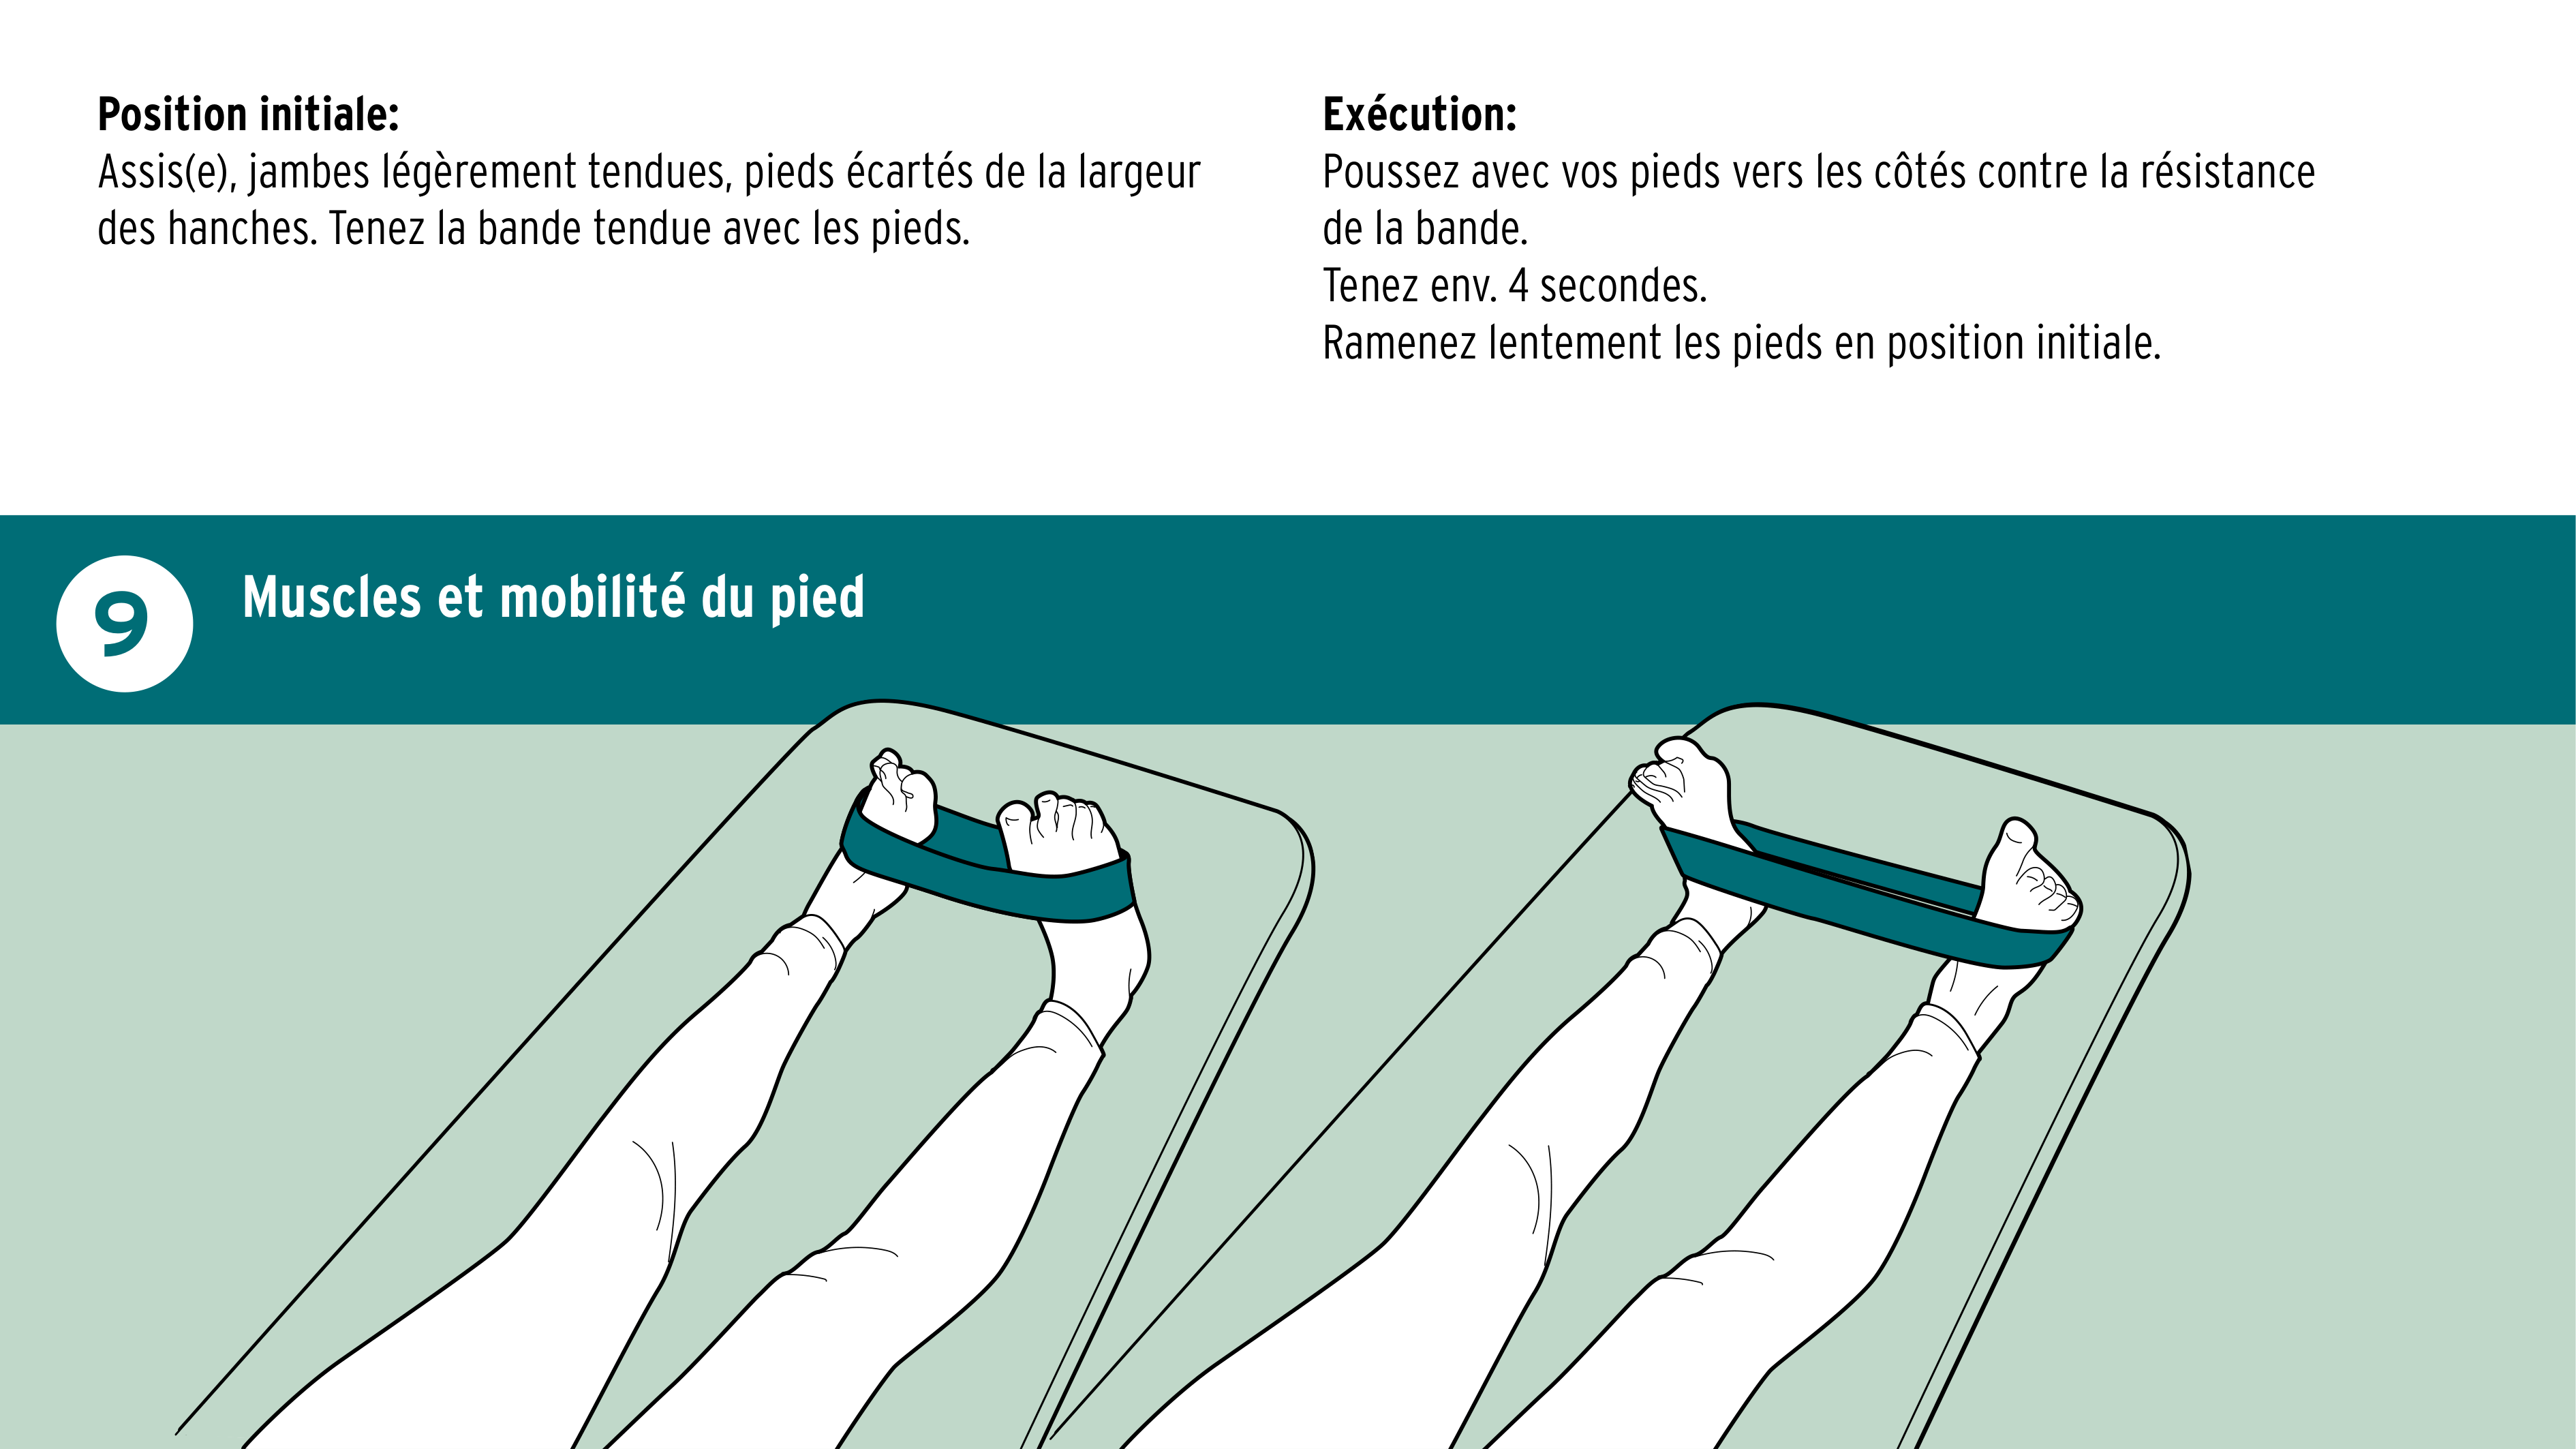 Position initiale:
Assis(e), jambes légèrement tendues, pieds écartés de la largeur
des hanches. Tenez la bande tendue avec les pieds.
Exécution:
Poussez avec vos pieds vers les côtés contre la résistance
de la bande.
Tenez env. 4 secondes.
Ramenez lentement les pieds en position initiale.
9
Muscles et mobilité du pied